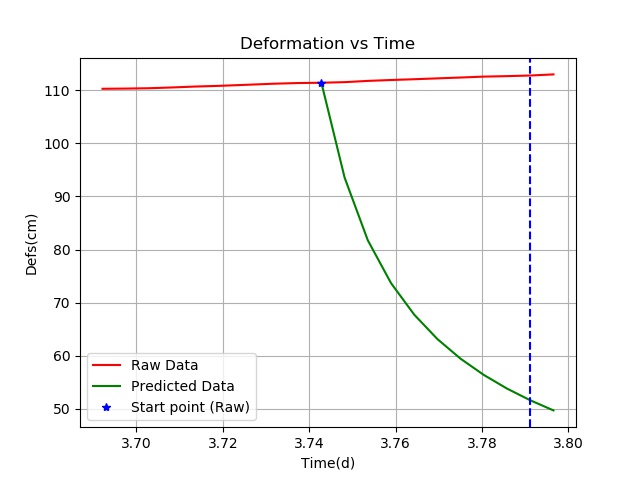 Deformation vs Time
Defs(cm)
110
100
90
80
70
60
50
Raw Data
Predicted Data
Start point (Raw)
3.70 3.72 3.74 3.76 3.78 3.80
Time(d)